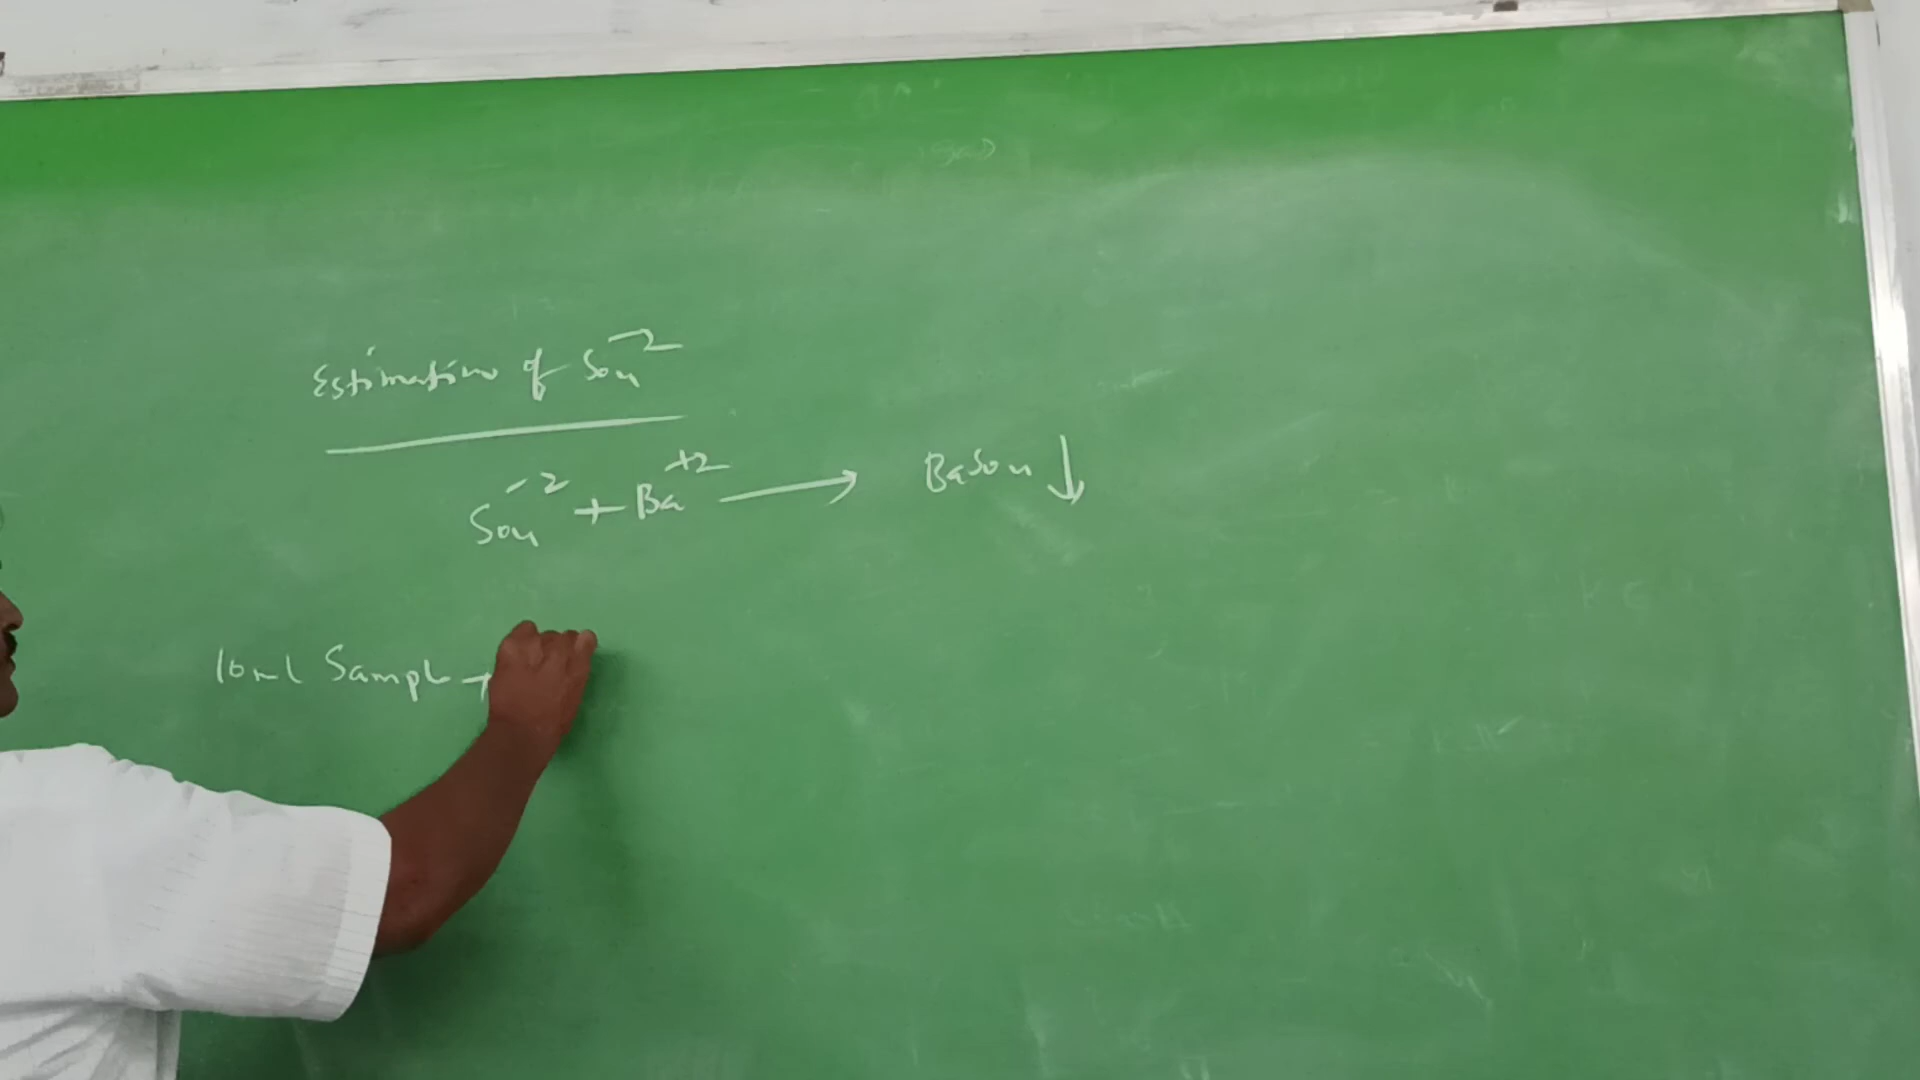 Estimation of SO4^-2
SO4^-2 + Ba^+2 → BaSO4 ↓
10ml Sample +